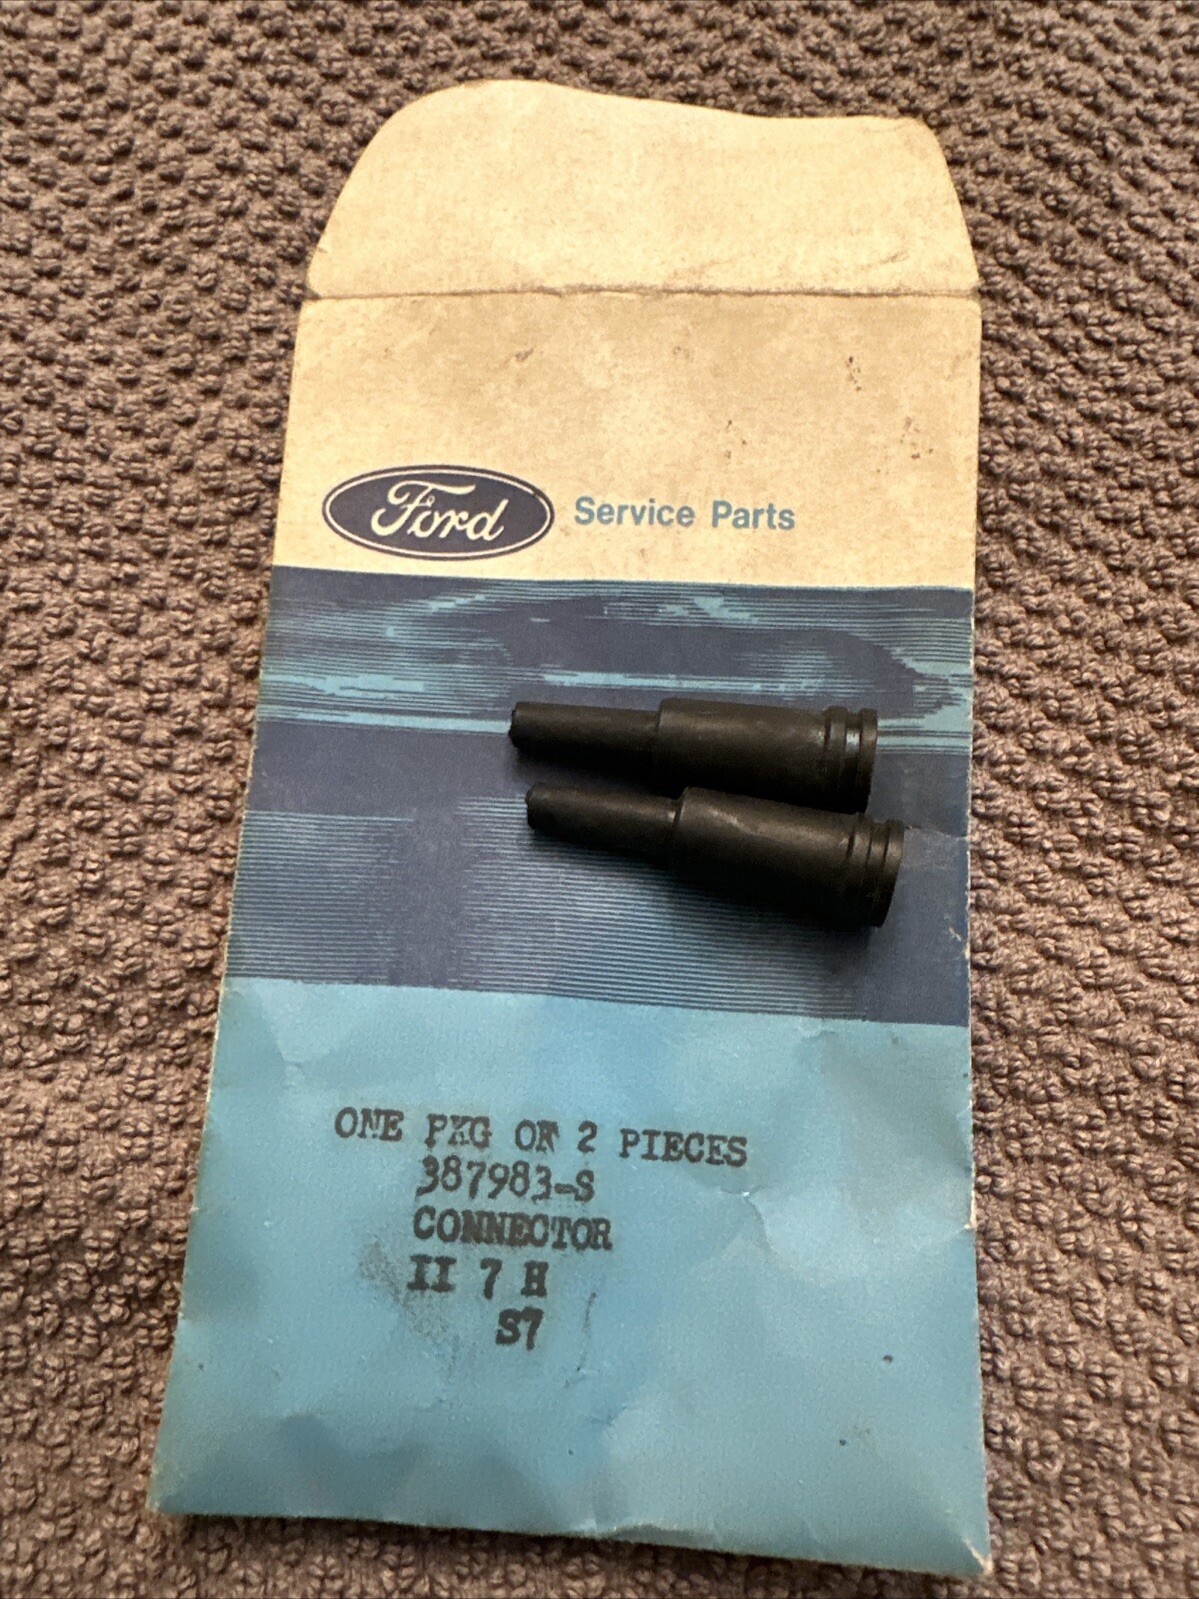 Ford Service Parts
ONE PKG OF 2 PIECES
387983-S
CONNECTOR
II 7 H
S7